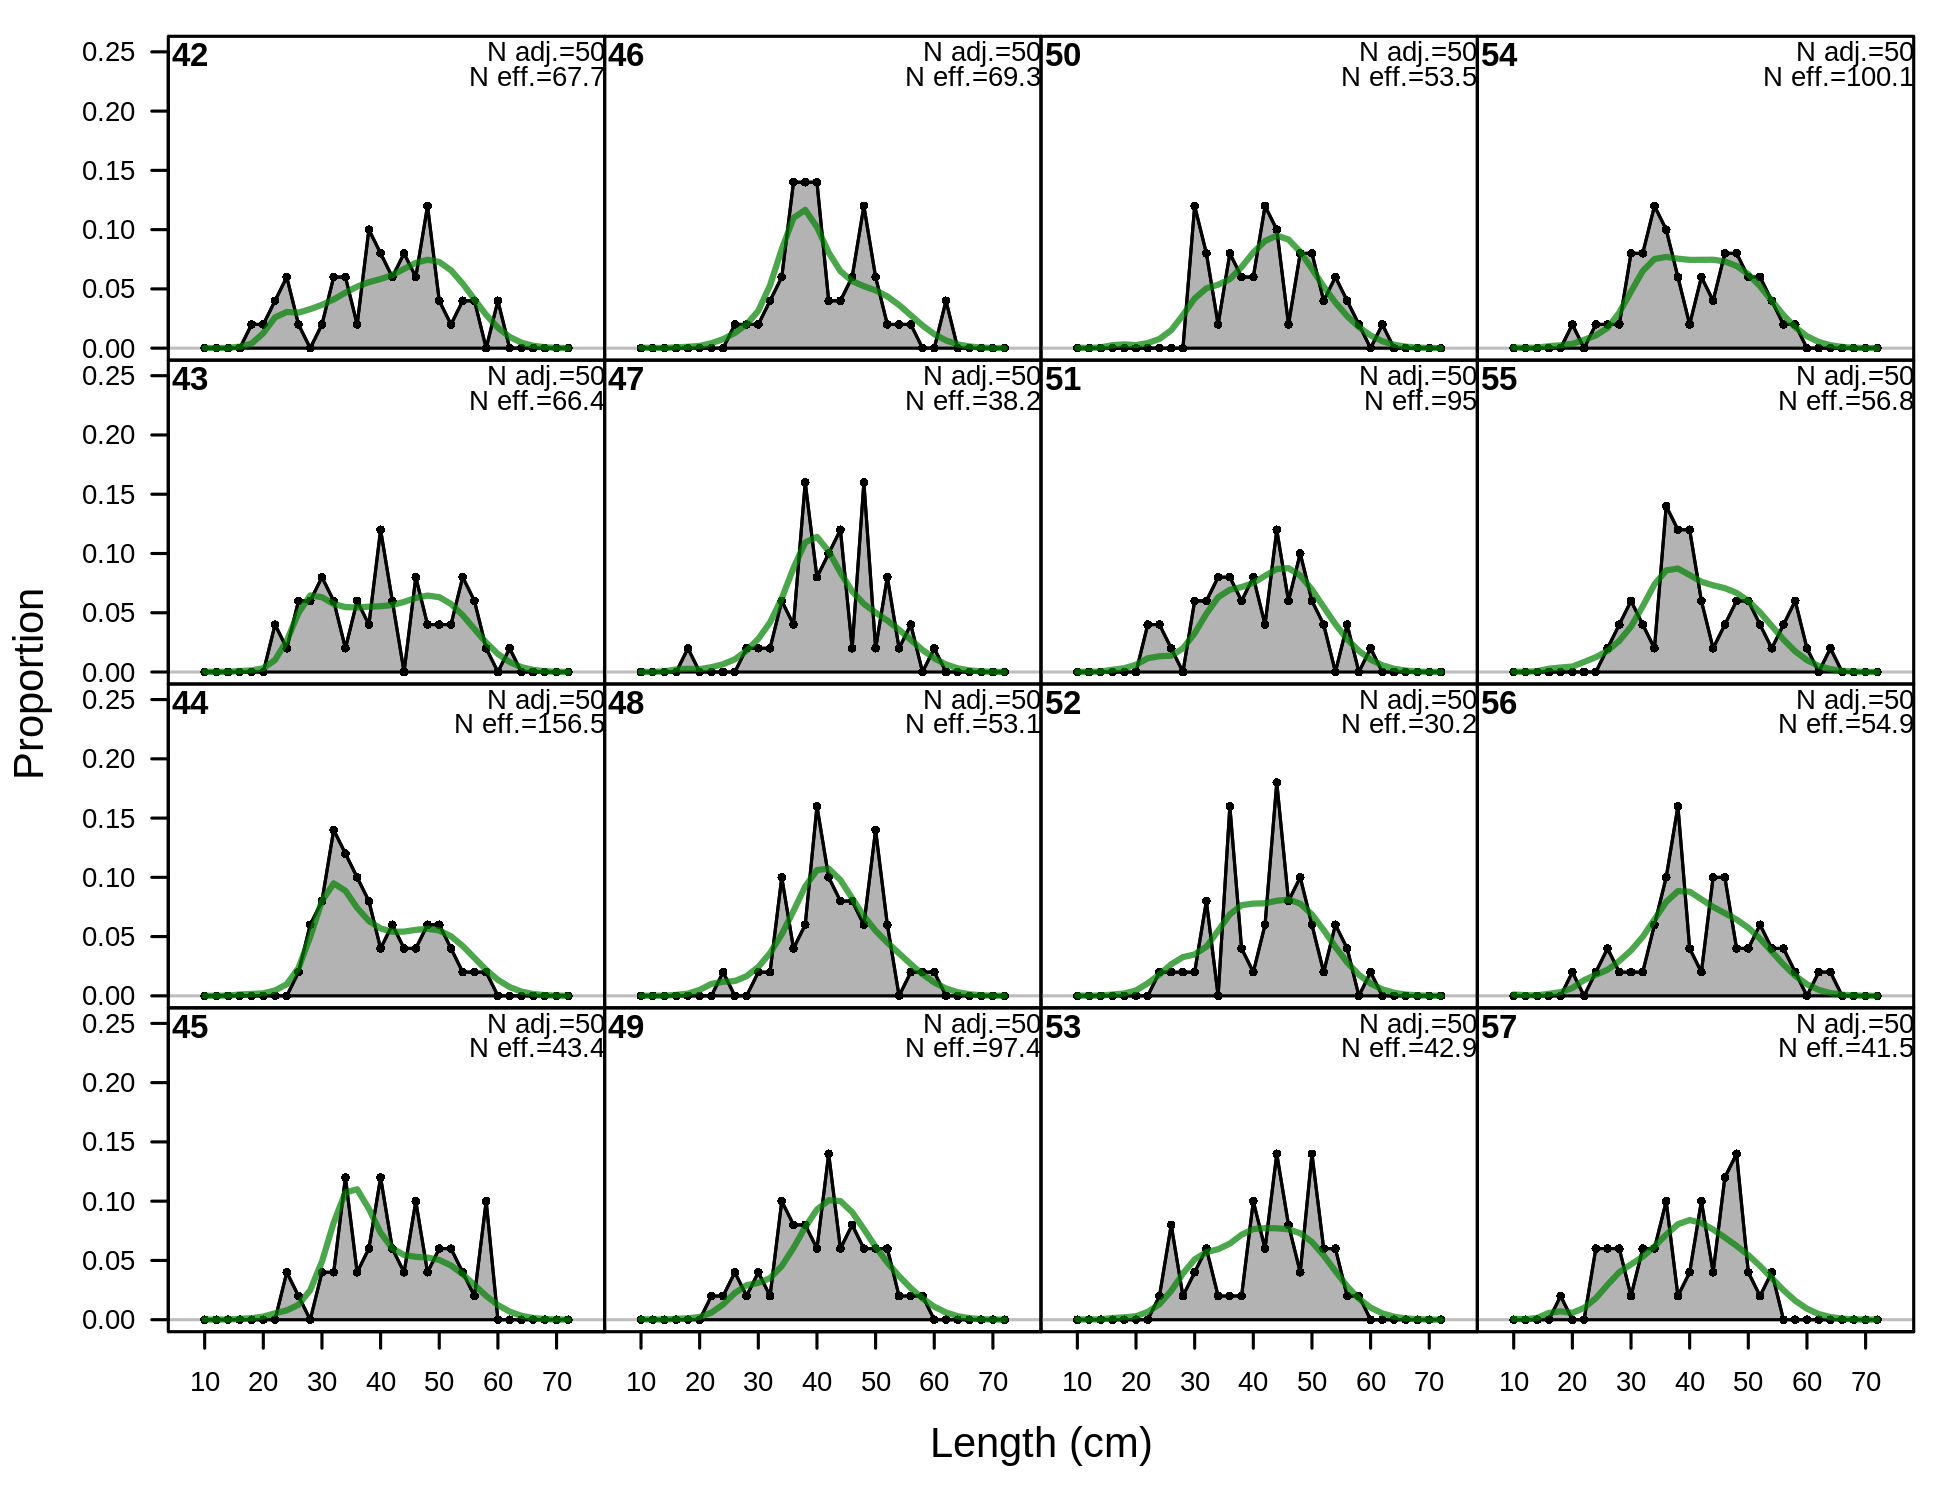 Proportion
0.25
0.20
0.15
0.10
0.05
0.00
42
N adj.=50
N eff.=67.7
46
N adj.=50
N eff.=69.3
50
N adj.=50
N eff.=53.5
54
N adj.=50
N eff.=100.1
0.25
0.20
0.15
0.10
0.05
0.00
43
N adj.=50
N eff.=66.4
47
N adj.=50
N eff.=38.2
51
N adj.=50
N eff.=95
55
N adj.=50
N eff.=56.8
0.25
0.20
0.15
0.10
0.05
0.00
44
N adj.=50
N eff.=156.5
48
N adj.=50
N eff.=53.1
52
N adj.=50
N eff.=30.2
56
N adj.=50
N eff.=54.9
0.25
0.20
0.15
0.10
0.05
0.00
45
N adj.=50
N eff.=43.4
49
N adj.=50
N eff.=97.4
53
N adj.=50
N eff.=42.9
57
N adj.=50
N eff.=41.5
10 20 30 40 50 60 70 10 20 30 40 50 60 70 10 20 30 40 50 60 70 10 20 30 40 50 60 70
Length (cm)